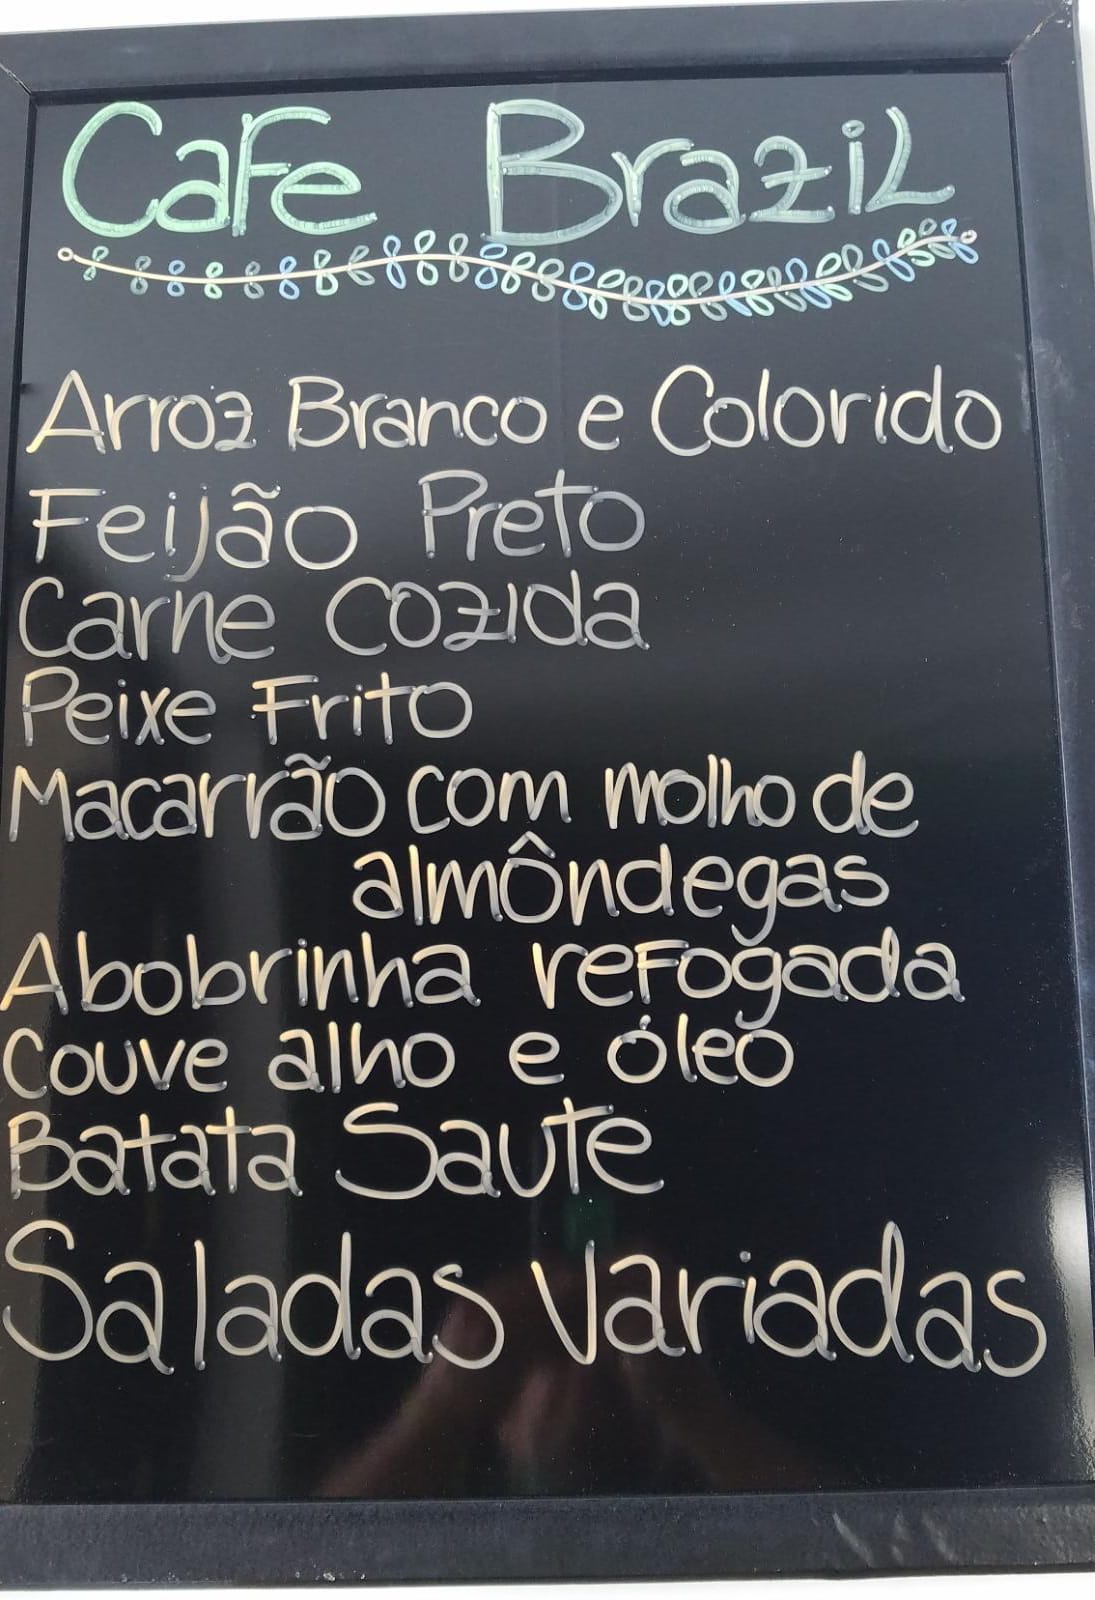 Cafe Brazil
Arroz Branco e Colorido
Feijão Preto
Carne Cozida
Peixe Frito
Macarrão com molho de
almôndegas
Abobrinha refogada
Couve alho e óleo
Batata Saute
Saladas Variadas